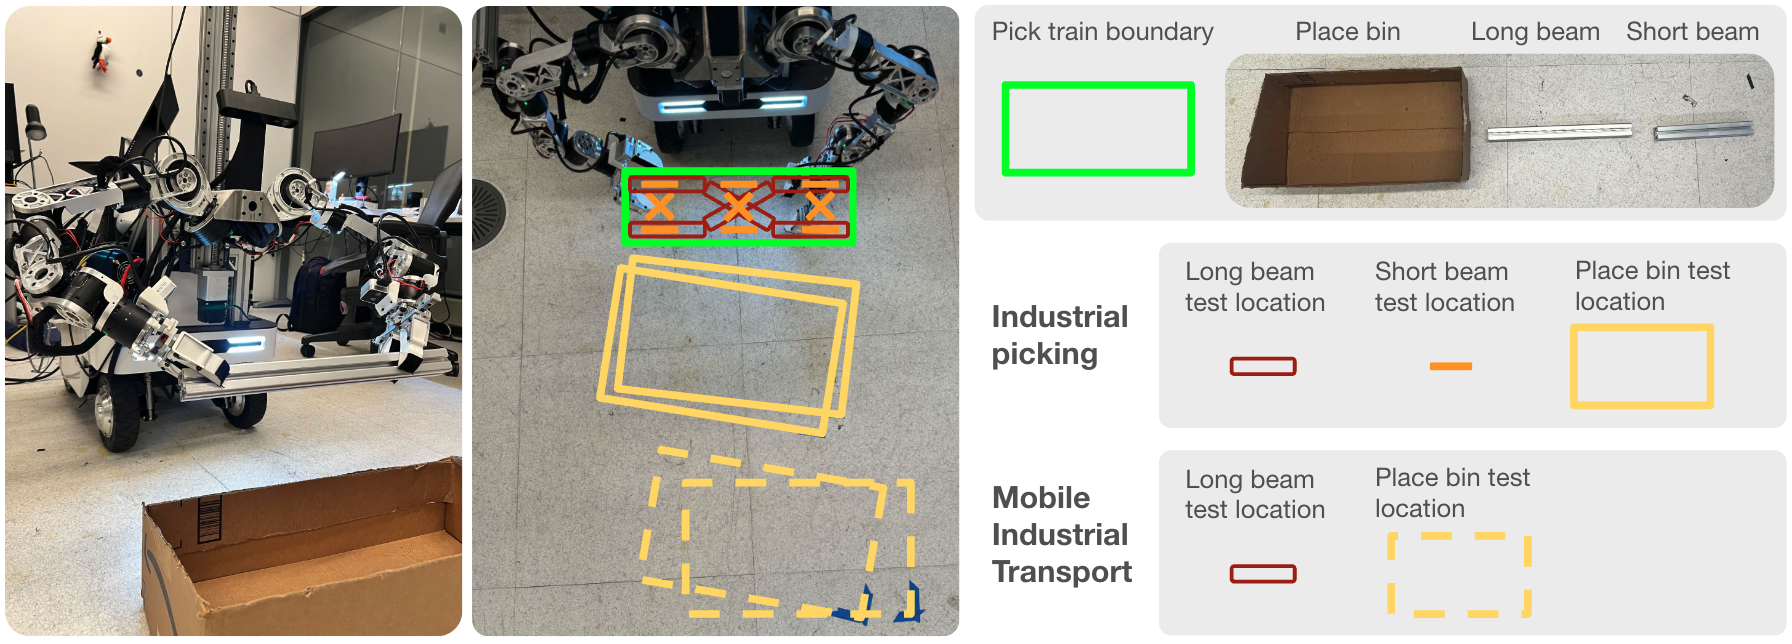 Pick train boundary
Place bin
Long beam
Short beam
Industrial
picking
Long beam
test location
Short beam
test location
Place bin test
location
Mobile
Industrial
Transport
Long beam
test location
Place bin test
location